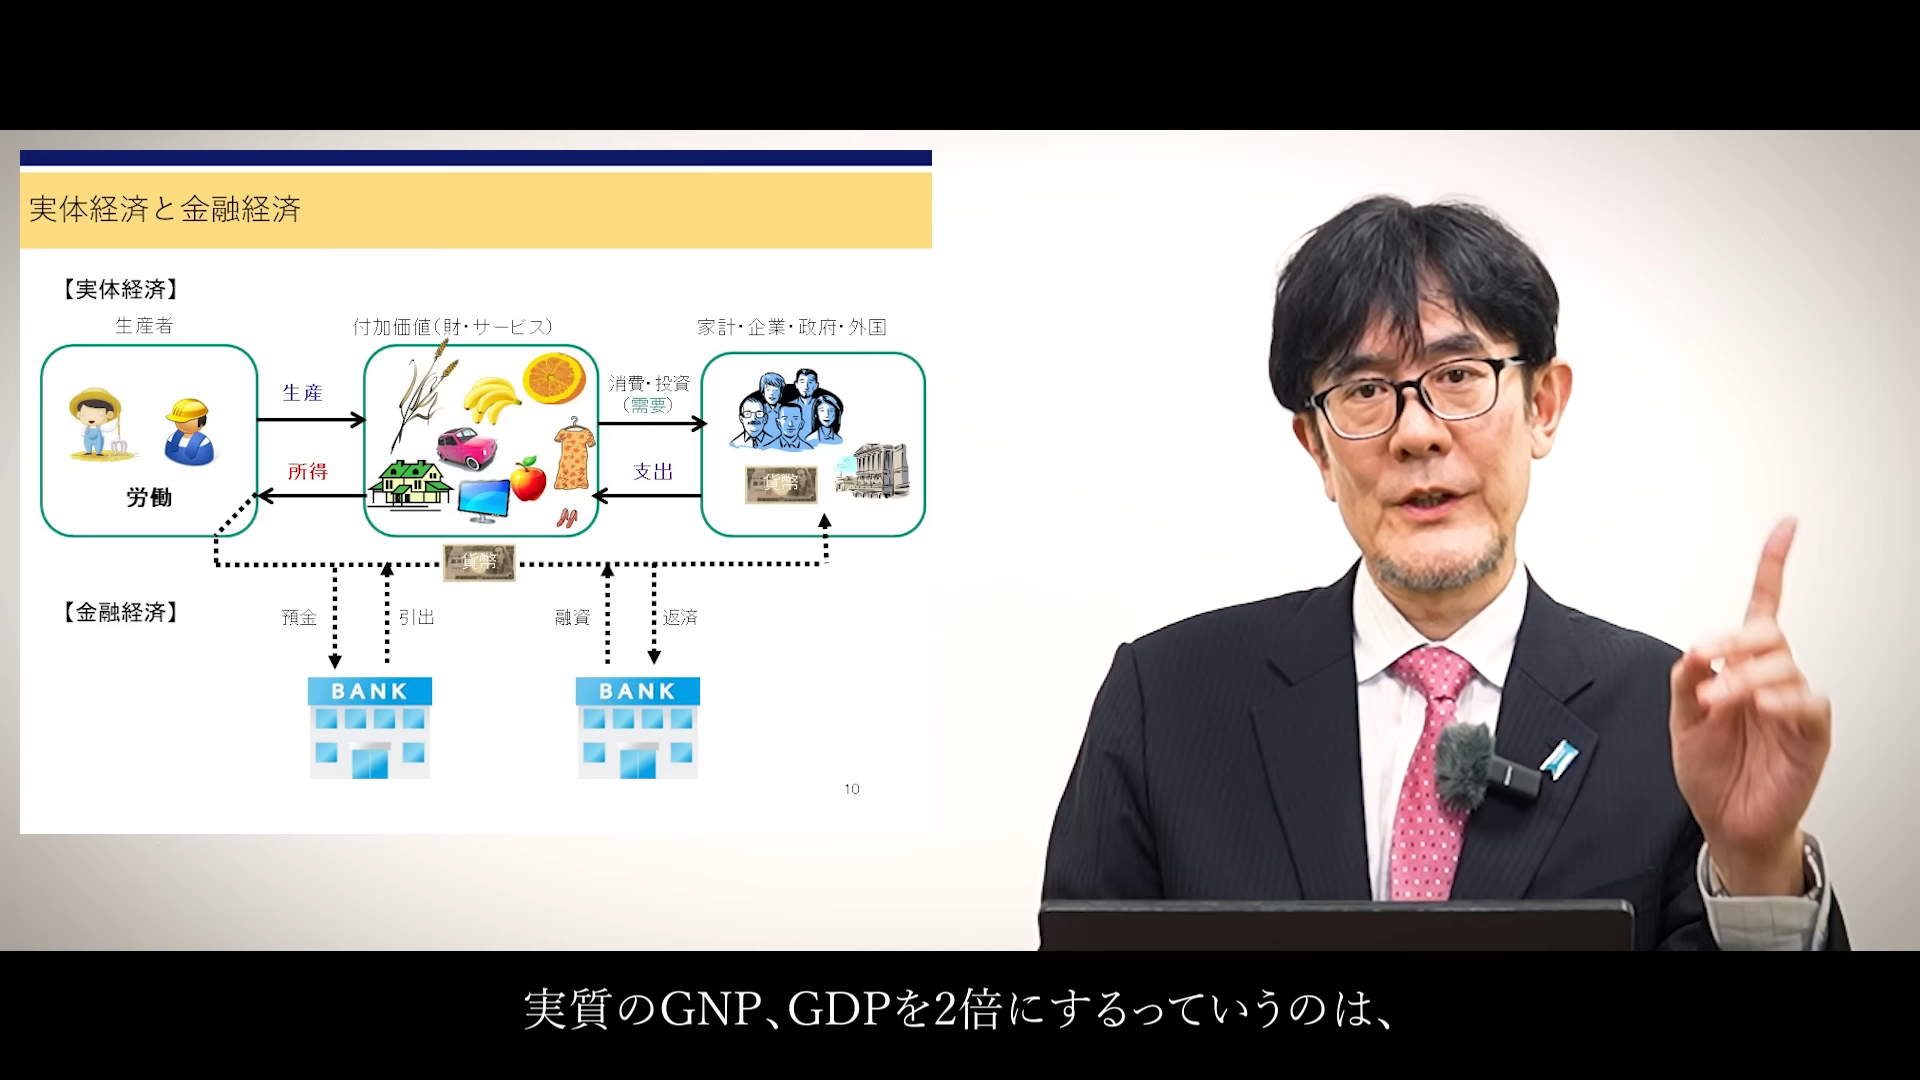 実体経済と金融経済
【実体経済】
生産者
付加価値(財・サービス)
家計・企業・政府・外国
生産
消費・投資
(需要)
所得
支出
労働
貨幣
貨幣
【金融経済】
預金
引出
融資
返済
BANK
BANK
10
実質のGNP、GDPを2倍にするっていうのは、